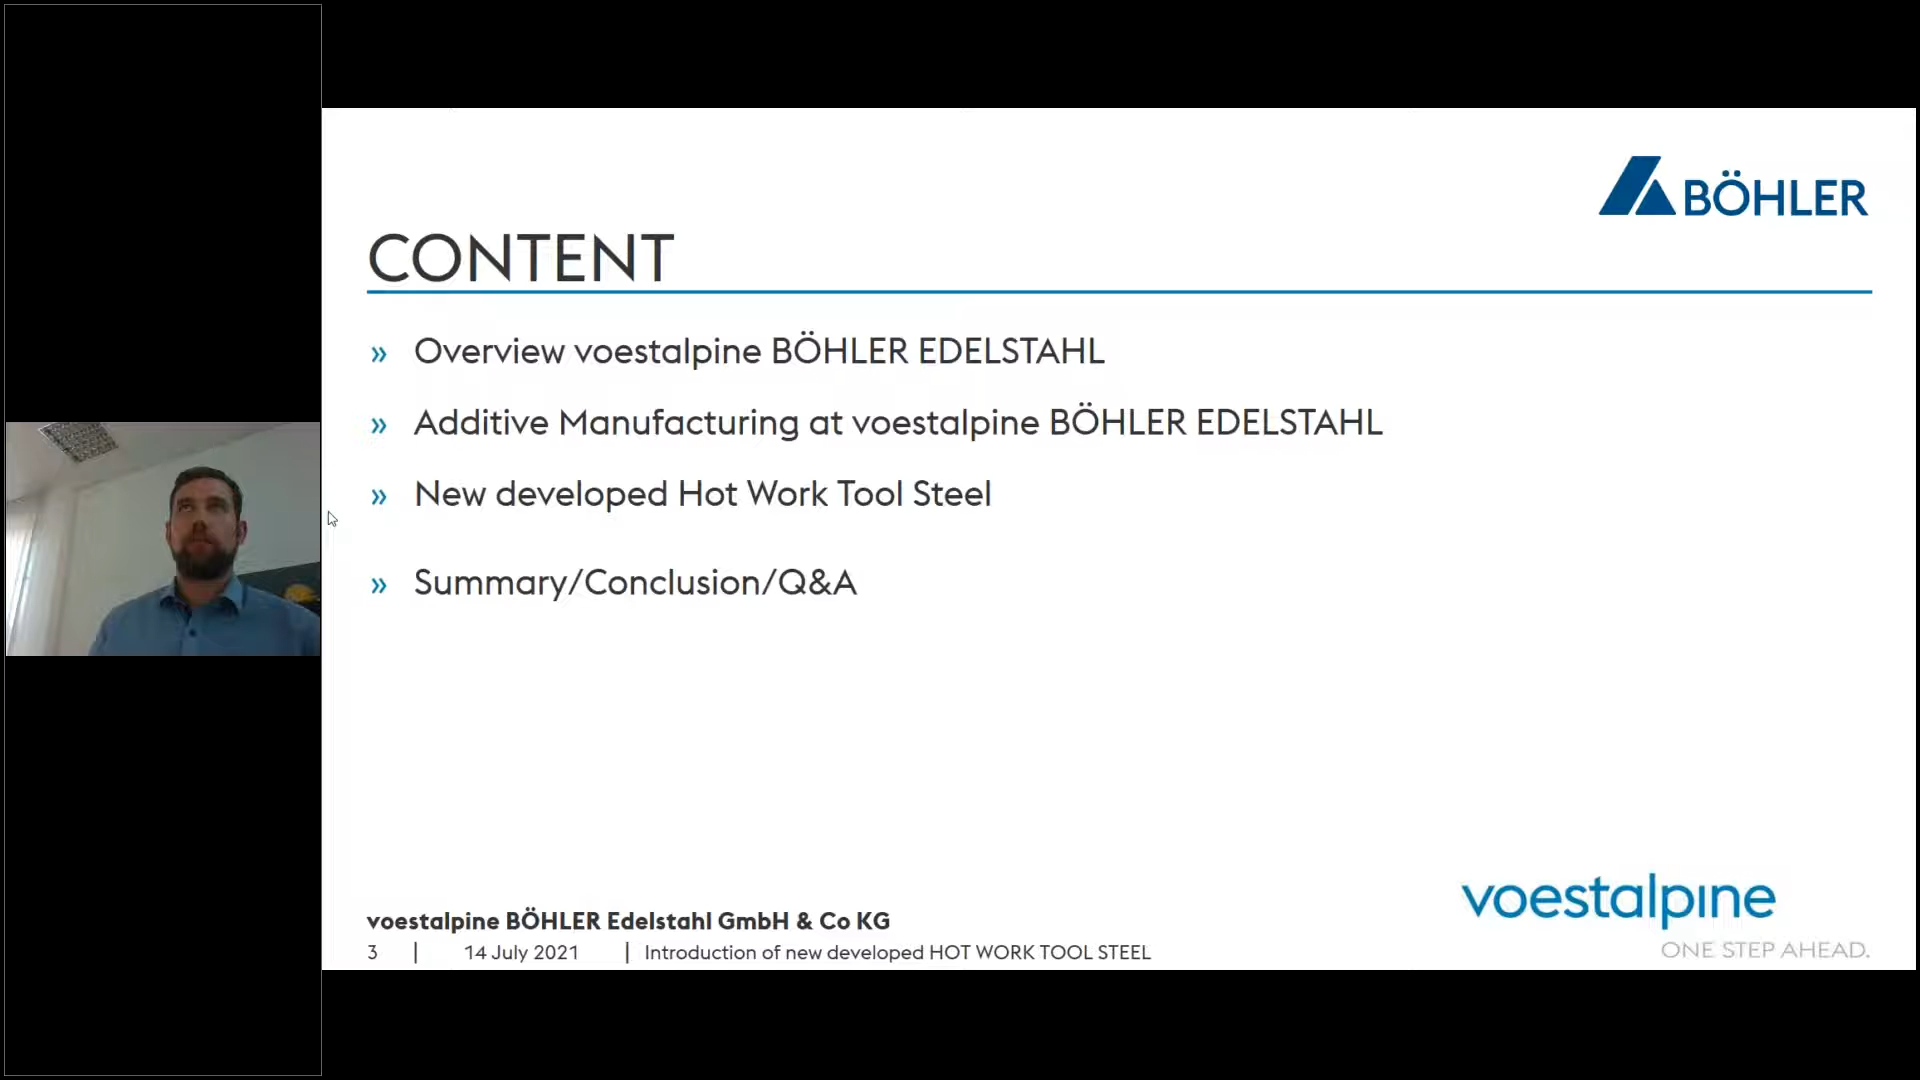 BÖHLER
CONTENT
» Overview voestalpine BÖHLER EDELSTAHL
» Additive Manufacturing at voestalpine BÖHLER EDELSTAHL
» New developed Hot Work Tool Steel
» Summary/Conclusion/Q&A
voestalpine
ONE STEP AHEAD.
voestalpine BÖHLER Edelstahl GmbH & Co KG
3 | 14 July 2021 | Introduction of new developed HOT WORK TOOL STEEL